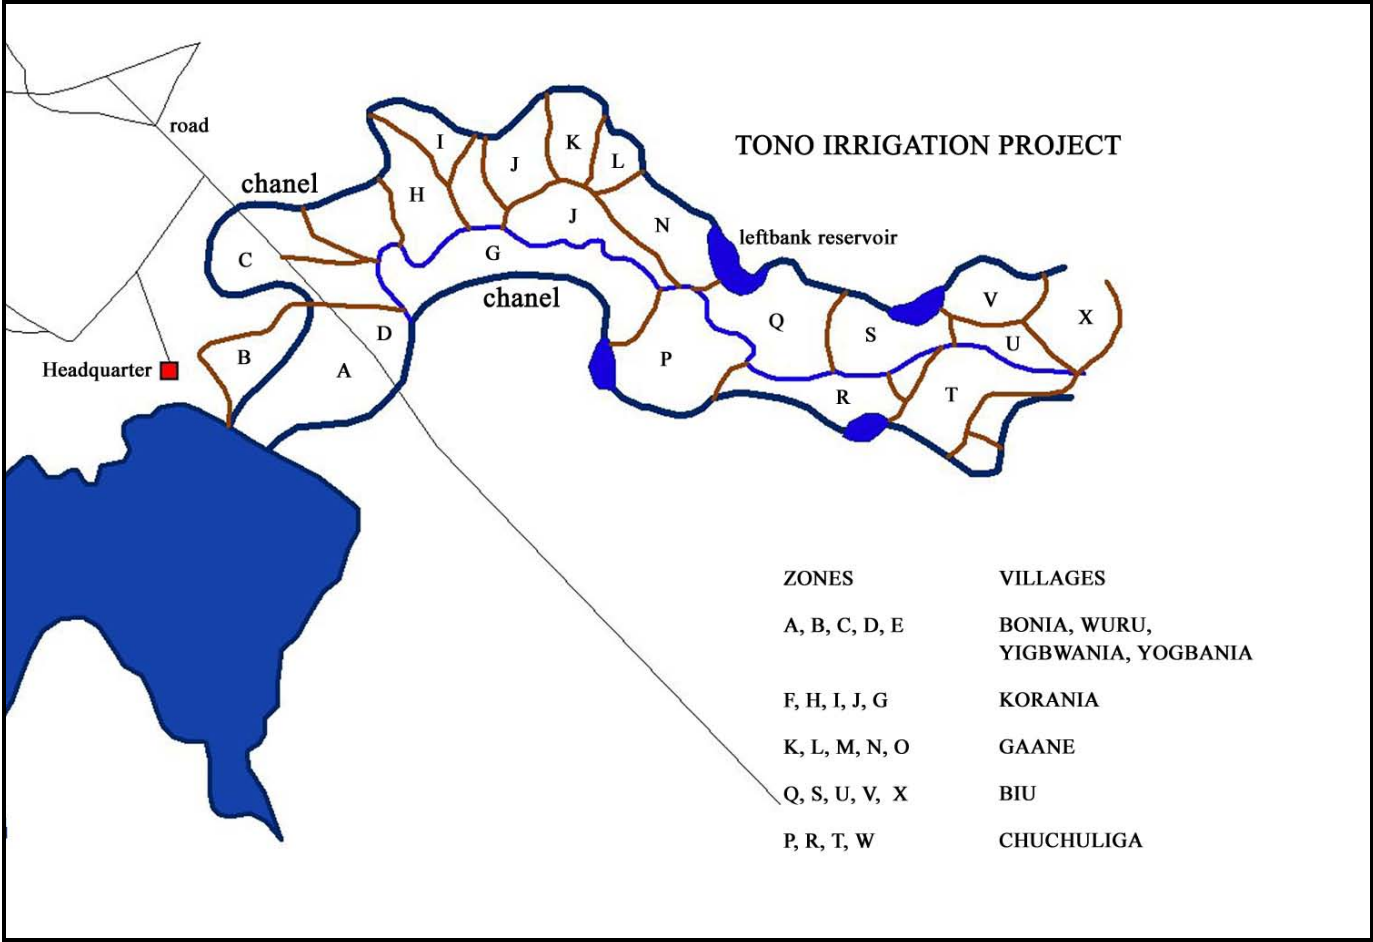 road
I
K
J
L
TONO IRRIGATION PROJECT
chanel
H
J
N
leftbank reservoir
C
G
chanel
V
X
Q
S
U
D
B
A
P
Headquarter
R
T
ZONES VILLAGES
A, B, C, D, E BONIA, WURU,
YIGBWANIA, YOGBANIA
F, H, I, J, G KORANIA
K, L, M, N, O GAANE
Q, S, U, V, X BIU
P, R, T, W CHUCHULIGA